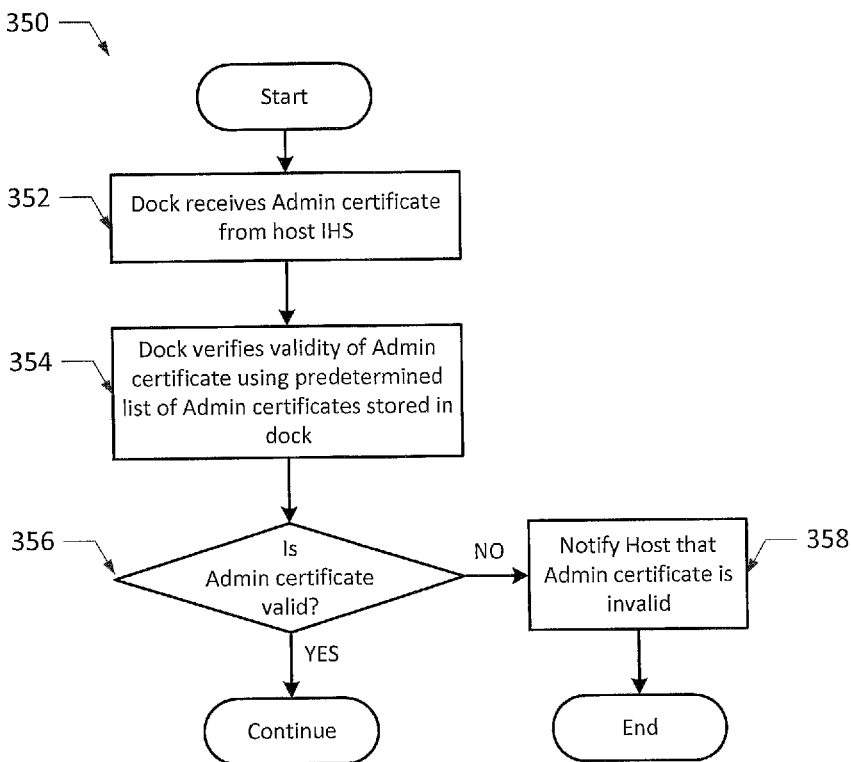 350
Start
352
Dock receives Admin certificate
from host IHS
354
Dock verifies validity of Admin
certificate using predetermined
list of Admin certificates stored in
dock
356
Is
Admin certificate
valid?
NO
Notify Host that
Admin certificate is
invalid
358
YES
Continue
End